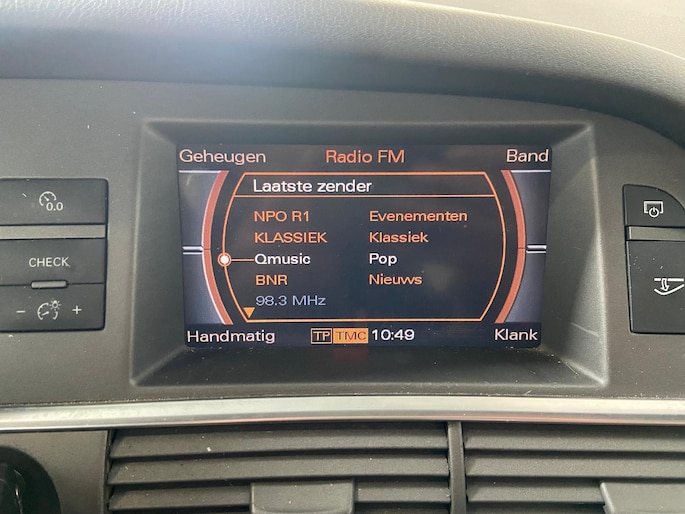 Geheugen Radio FM Band
Laatste zender
NPO R1 Evenementen
KLASSIEK Klassiek
Qmusic Pop
BNR Nieuws
98.3 MHz
Handmatig TP TMC 10:49 Klank
0.0
CHECK
- +